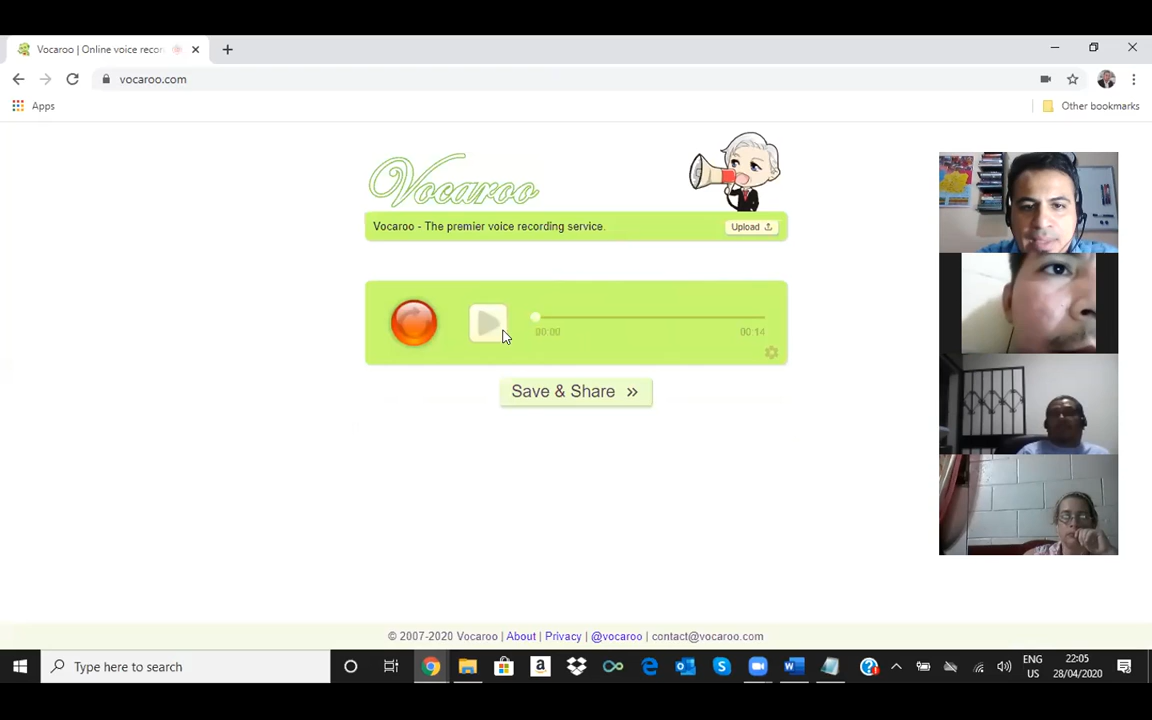 Vocaroo | Online voice recor
vocaroo.com
Apps
Other bookmarks
Vocaroo
Vocaroo - The premier voice recording service.
Upload
00:00
00:14
Save & Share »
© 2007-2020 Vocaroo | About | Privacy | @vocaroo | contact@vocaroo.com
Type here to search
ENG
US
22:05
28/04/2020